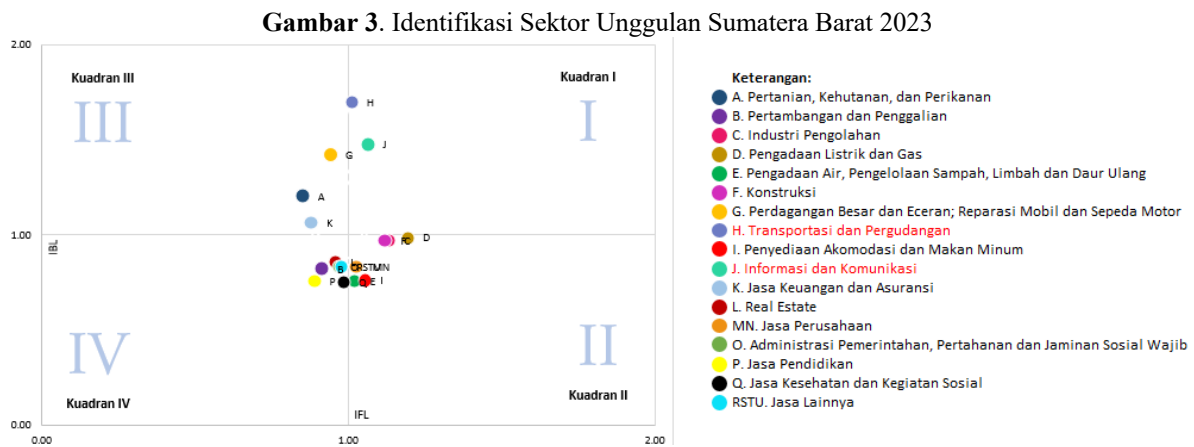 Gambar 3. Identifikasi Sektor Unggulan Sumatera Barat 2023
2.00
Kuadran III
Kuadran I
III
I
H
J
G
A
K
1.00
IBL
D
FC
L
B
ORSTU
MN
P
Q
E
I
IV
II
Kuadran IV
Kuadran II
IFL
0.00
0.00
1.00
2.00
Keterangan:
A. Pertanian, Kehutanan, dan Perikanan
B. Pertambangan dan Penggalian
C. Industri Pengolahan
D. Pengadaan Listrik dan Gas
E. Pengadaan Air, Pengelolaan Sampah, Limbah dan Daur Ulang
F. Konstruksi
G. Perdagangan Besar dan Eceran; Reparasi Mobil dan Sepeda Motor
H. Transportasi dan Pergudangan
I. Penyediaan Akomodasi dan Makan Minum
J. Informasi dan Komunikasi
K. Jasa Keuangan dan Asuransi
L. Real Estate
MN. Jasa Perusahaan
O. Administrasi Pemerintahan, Pertahanan dan Jaminan Sosial Wajib
P. Jasa Pendidikan
Q. Jasa Kesehatan dan Kegiatan Sosial
RSTU. Jasa Lainnya